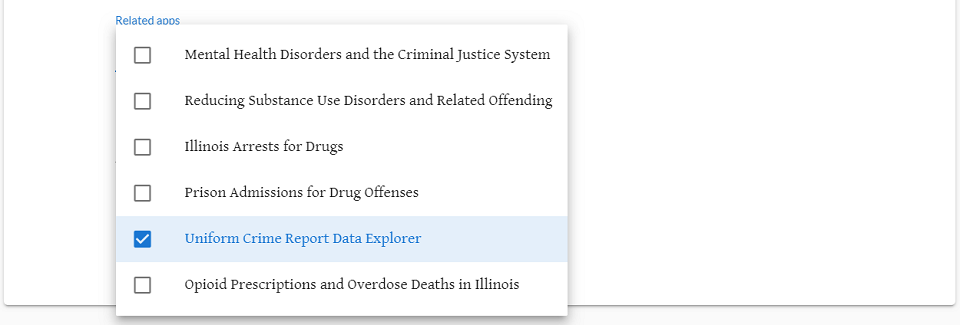 Related apps
Mental Health Disorders and the Criminal Justice System
Reducing Substance Use Disorders and Related Offending
Illinois Arrests for Drugs
Prison Admissions for Drug Offenses
Uniform Crime Report Data Explorer
Opioid Prescriptions and Overdose Deaths in Illinois